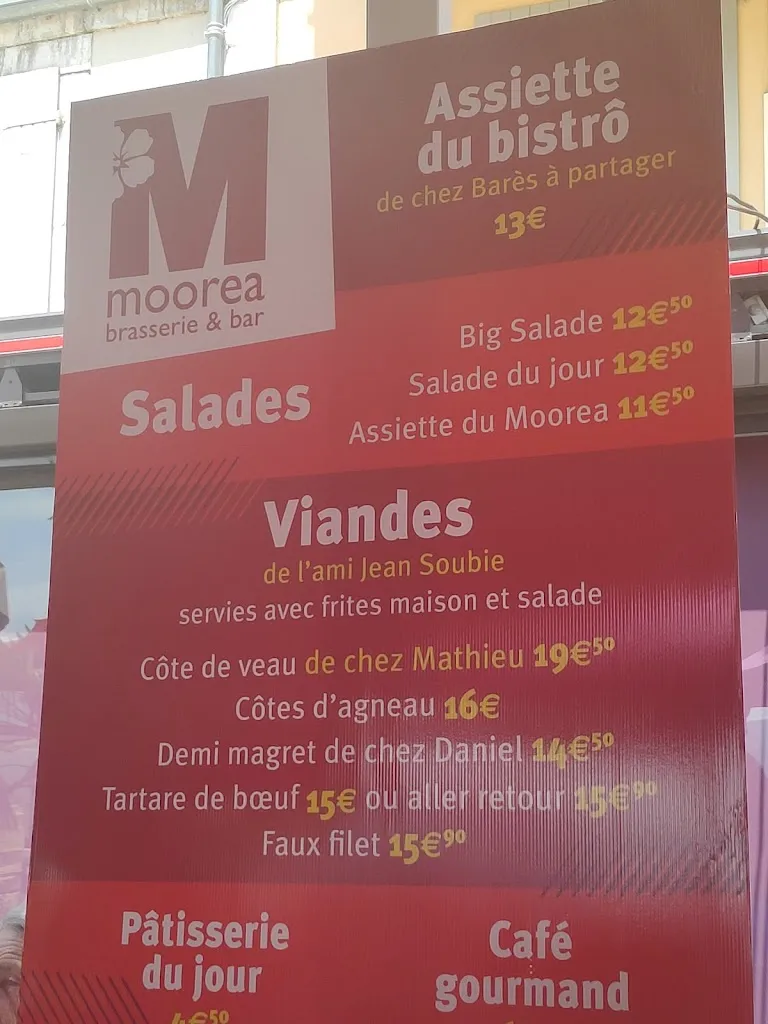 M
moorea
brasserie & bar
Assiette
du bistrô
de chez Barès à partager
13€
Salades
Big Salade 12€50
Salade du jour 12€50
Assiette du Moorea 11€50
Viandes
de l'ami Jean Soubie
servies avec frites maison et salade
Côte de veau de chez Mathieu 19€50
Côtes d'agneau 16€
Demi magret de chez Daniel 14€50
Tartare de bœuf 15€ ou aller retour 15€90
Faux filet 15€90
Pâtisserie
du jour
4€50
Café
gourmand